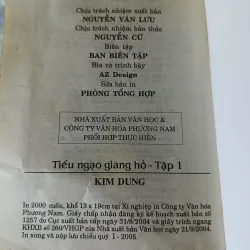 Chịu trách nhiệm xuất bản
NGUYỄN VĂN LƯU
Chịu trách nhiệm bản thảo
NGUYỄN CỪ
Biên tập
BAN BIÊN TẬP
Bìa và trình bày
AZ Design
Sửa bản in
PHÒNG TỔNG HỢP
NHÀ XUẤT BẢN VĂN HỌC &
CÔNG TY VĂN HÓA PHƯƠNG NAM
PHỐI HỢP THỰC HIỆN
Tiếu ngạo giang hồ - Tập 1
KIM DUNG
In 2000 cuốn, khổ 13 x 19cm tại Xí nghiệp in Công ty Văn hóa
Phương Nam. Giấy chấp nhận đăng ký kế hoạch xuất bản số
1257 do Cục xuất bản cấp ngày 31/8/2004 và giấy trích ngang
KHXB số 260/VHGP của Nhà xuất bản Văn học ngày 21/9/2004.
In xong và nộp lưu chiểu quý I - 2005.